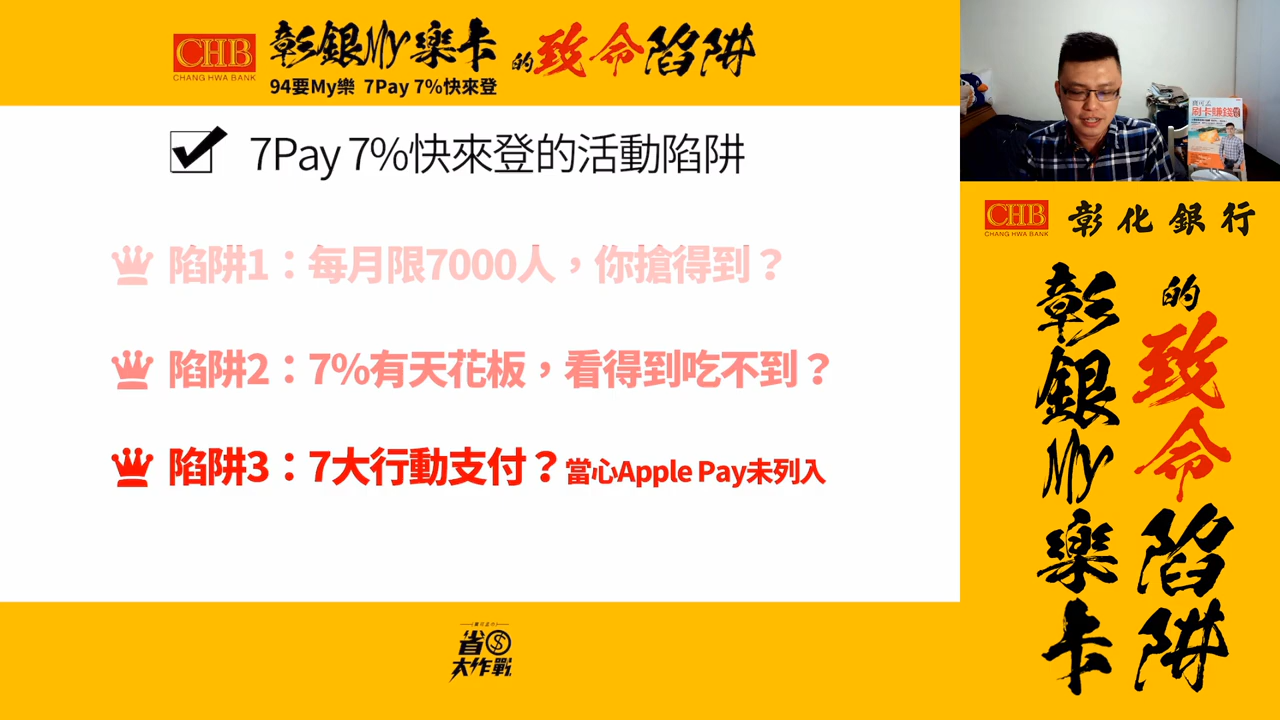 CHB
CHANG HWA BANK
彰銀My樂卡的致命陷阱
94要My樂 7Pay 7%快來登
7Pay 7%快來登的活動陷阱
陷阱1：每月限7000人，你搶得到？
陷阱2：7%有天花板，看得到吃不到？
陷阱3：7大行動支付？當心Apple Pay未列入
省$大作戰
刷卡賺錢
CHB
CHANG HWA BANK
彰化銀行
彰銀My樂卡
的致命陷阱